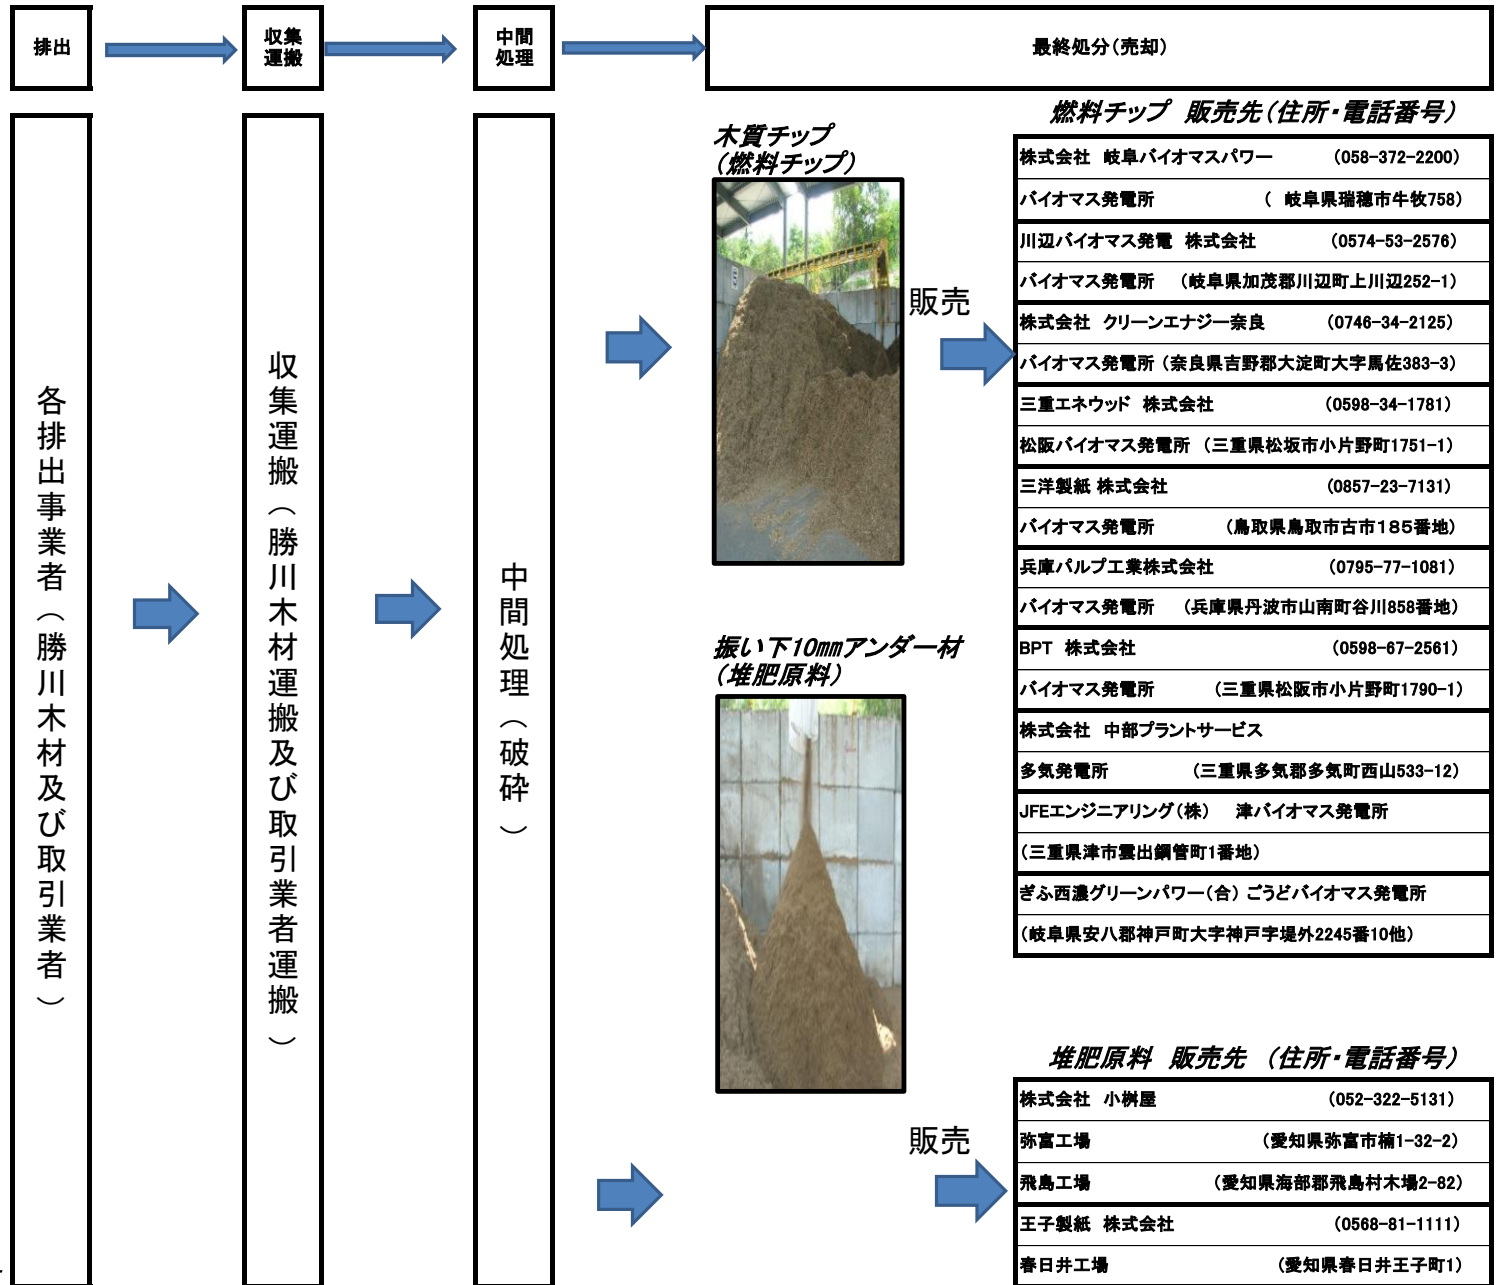 排出
収集
運搬
中間
処理
最終処分（売却）
各排出事業者（勝川木材及び取引業者）
収集運搬（勝川木材運搬及び取引業者運搬）
中間処理（破砕）
木質チップ
（燃料チップ）
販売
燃料チップ 販売先（住所・電話番号）
株式会社 岐阜バイオマスパワー （058-372-2200）
バイオマス発電所 （ 岐阜県瑞穂市牛牧758）
川辺バイオマス発電 株式会社 （0574-53-2576）
バイオマス発電所 （岐阜県加茂郡川辺町上川辺252-1）
株式会社 クリーンエナジー奈良 （0746-34-2125）
バイオマス発電所（奈良県吉野郡大淀町大字馬佐383-3）
三重エネウッド 株式会社 （0598-34-1781）
松阪バイオマス発電所 （三重県松坂市小片野町1751-1）
三洋製紙 株式会社 （0857-23-7131）
バイオマス発電所 （鳥取県鳥取市古市１８５番地）
兵庫パルプ工業株式会社 （0795-77-1081）
バイオマス発電所 （兵庫県丹波市山南町谷川858番地）
BPT 株式会社 （0598-67-2561）
バイオマス発電所 （三重県松阪市小片野町1790-1）
株式会社 中部プラントサービス
多気発電所 （三重県多気郡多気町西山533-12）
JFEエンジニアリング（株） 津バイオマス発電所
（三重県津市雲出鋼管町1番地）
ぎふ西濃グリーンパワー（合） ごうどバイオマス発電所
（岐阜県安八郡神戸町大字神戸字堤外2245番10他）
振い下10mmアンダー材
（堆肥原料）
販売
堆肥原料 販売先 （住所・電話番号）
株式会社 小桝屋 （052-322-5131）
弥富工場 （愛知県弥富市楠1-32-2）
飛島工場 （愛知県海部郡飛島村木場2-82）
王子製紙 株式会社 （0568-81-1111）
春日井工場 （愛知県春日井王子町1）